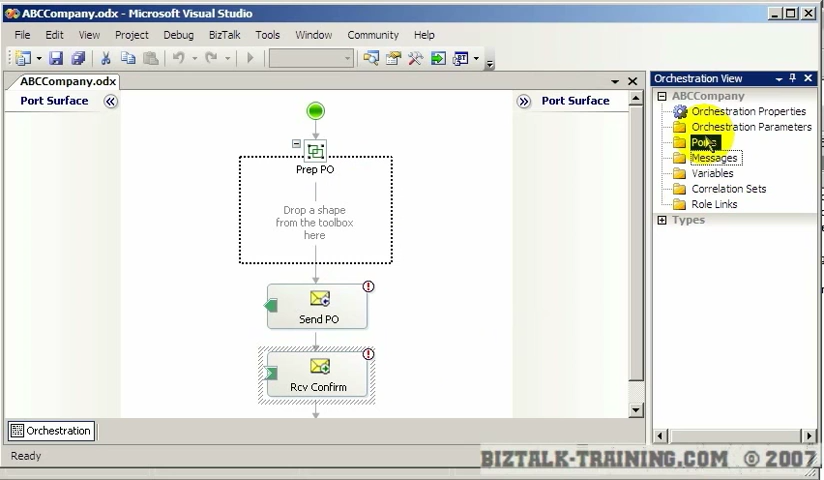 ABCCompany.odx - Microsoft Visual Studio
File Edit View Project Debug BizTalk Tools Window Community Help
ABCCompany.odx
Port Surface
Port Surface
Prep PO
Drop a shape
from the toolbox
here
Send PO
Rcv Confirm
Orchestration
Ready
Orchestration View
ABCCompany
Orchestration Properties
Orchestration Parameters
Ports
Messages
Variables
Correlation Sets
Role Links
Types
BIZTALK-TRAINING.COM © 2007